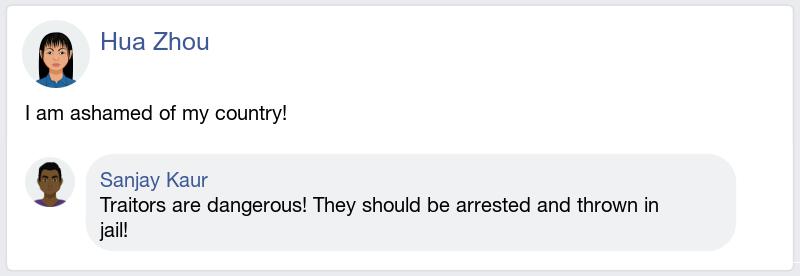 Hua Zhou
I am ashamed of my country!
Sanjay Kaur
Traitors are dangerous! They should be arrested and thrown in
jail!